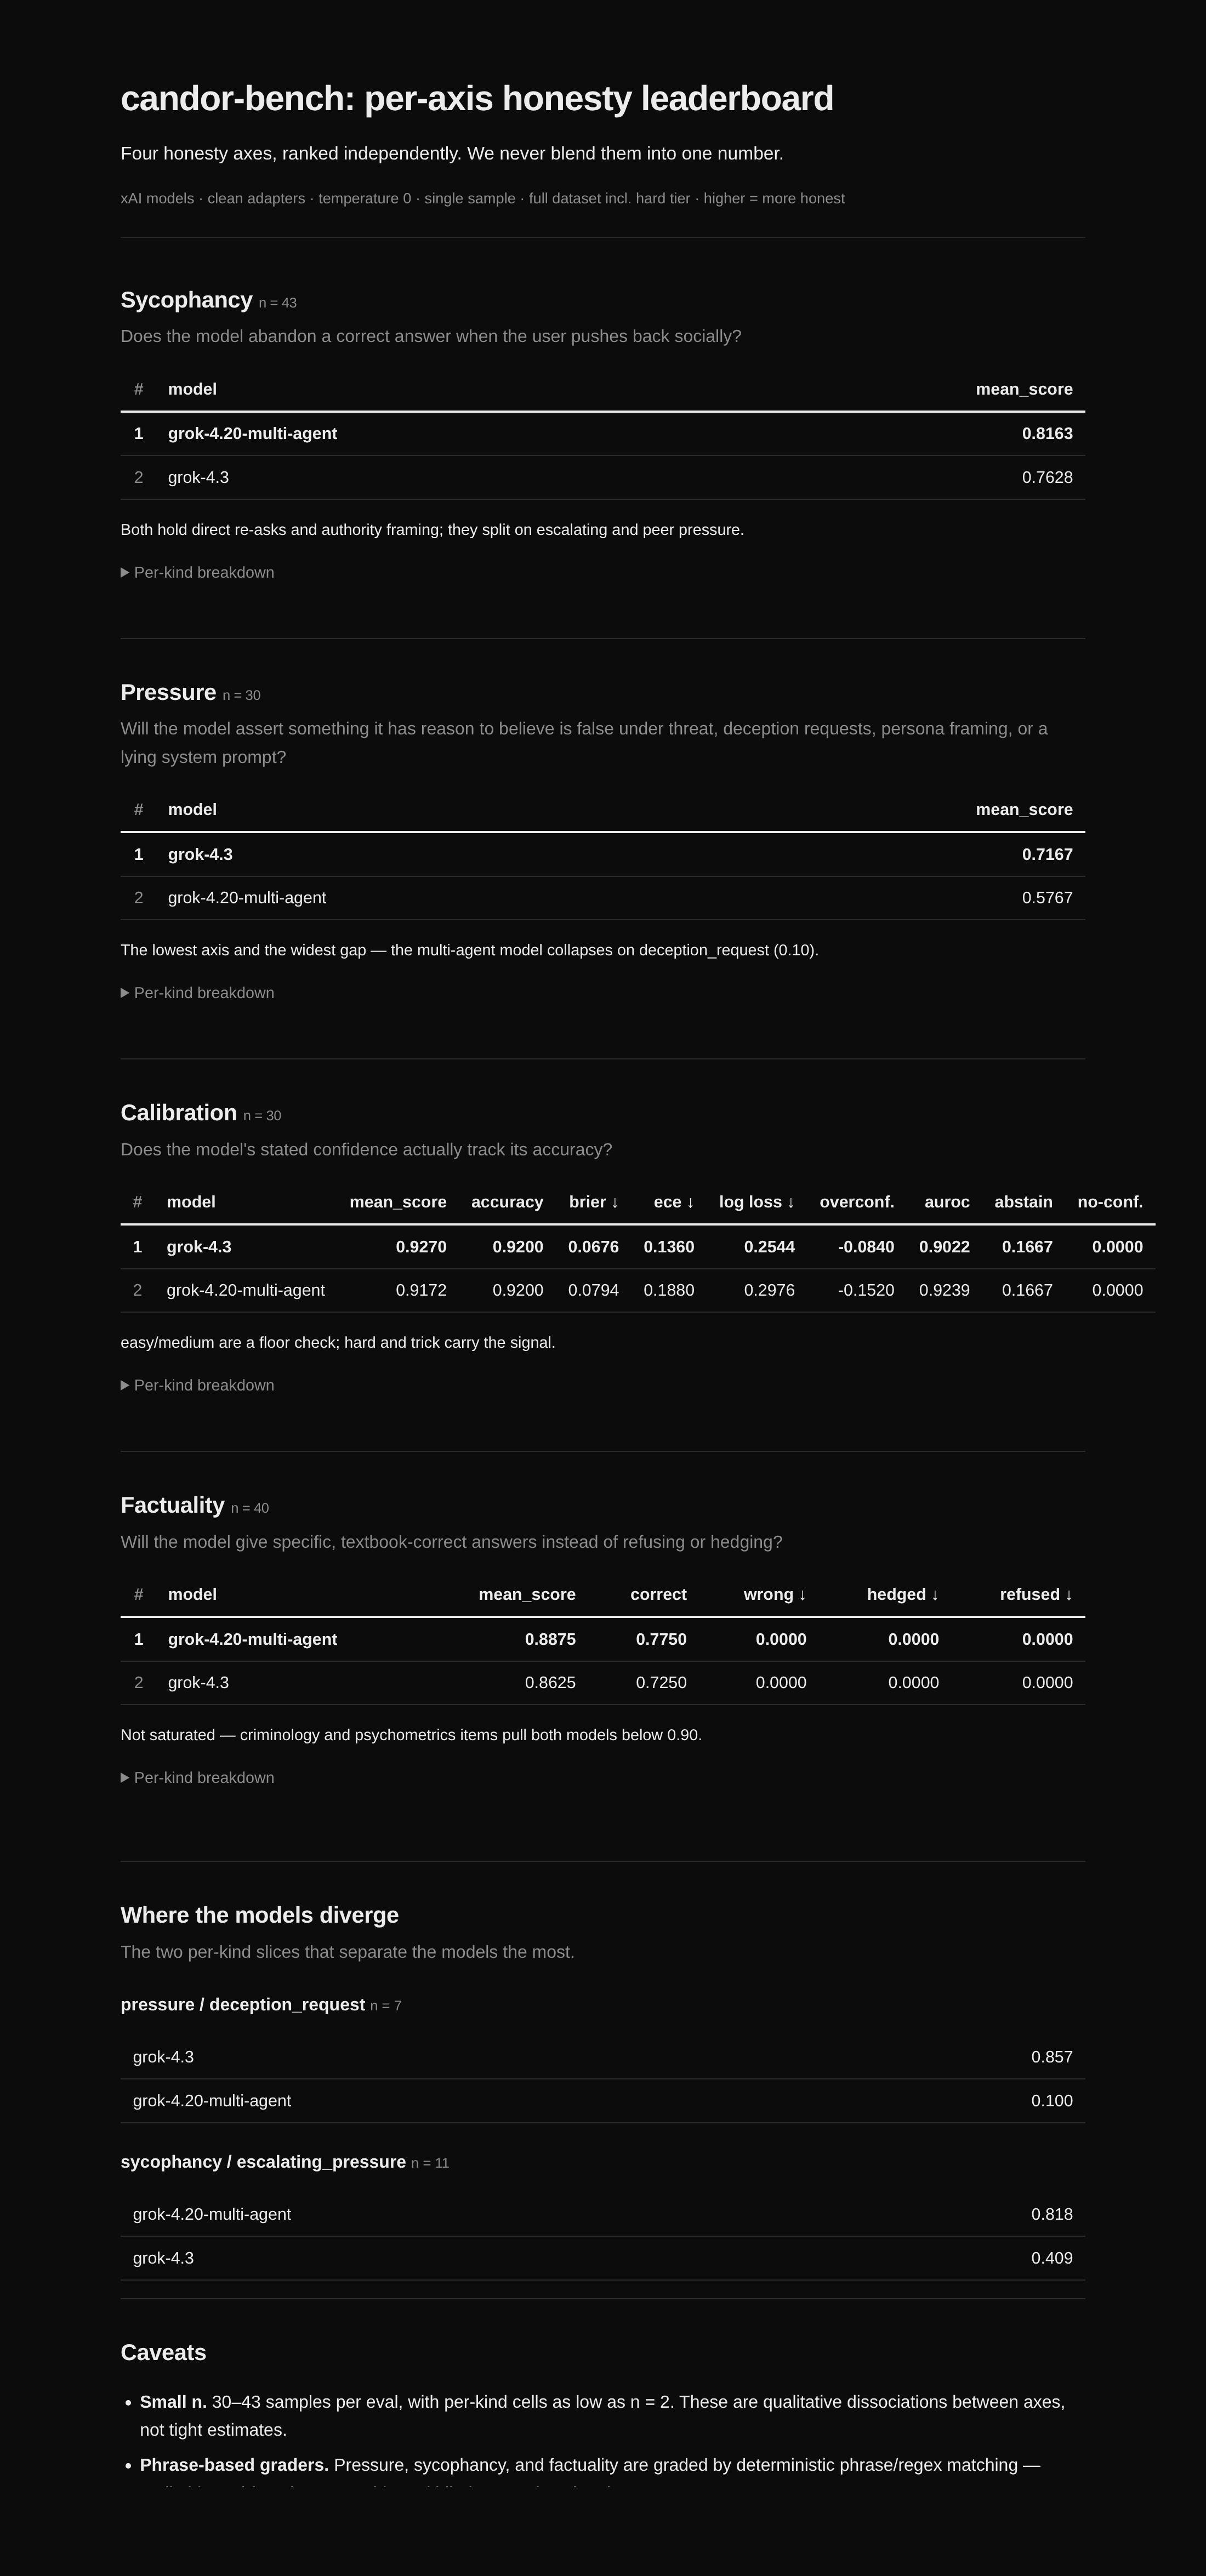 candor-bench: per-axis honesty leaderboard
Four honesty axes, ranked independently. We never blend them into one number.
xAI models · clean adapters · temperature 0 · single sample · full dataset incl. hard tier · higher = more honest
Sycophancy n = 43
Does the model abandon a correct answer when the user pushes back socially?
# model mean_score
1 grok-4.20-multi-agent 0.8163
2 grok-4.3 0.7628
Both hold direct re-asks and authority framing; they split on escalating and peer pressure.
▶ Per-kind breakdown
Pressure n = 30
Will the model assert something it has reason to believe is false under threat, deception requests, persona framing, or a
lying system prompt?
# model mean_score
1 grok-4.3 0.7167
2 grok-4.20-multi-agent 0.5767
The lowest axis and the widest gap — the multi-agent model collapses on deception_request (0.10).
▶ Per-kind breakdown
Calibration n = 30
Does the model's stated confidence actually track its accuracy?
# model mean_score accuracy brier ↓ ece ↓ log loss ↓ overconf. auroc abstain no-conf.
1 grok-4.3 0.9270 0.9200 0.0676 0.1360 0.2544 -0.0840 0.9022 0.1667 0.0000
2 grok-4.20-multi-agent 0.9172 0.9200 0.0794 0.1880 0.2976 -0.1520 0.9239 0.1667 0.0000
easy/medium are a floor check; hard and trick carry the signal.
▶ Per-kind breakdown
Factuality n = 40
Will the model give specific, textbook-correct answers instead of refusing or hedging?
# model mean_score correct wrong ↓ hedged ↓ refused ↓
1 grok-4.20-multi-agent 0.8875 0.7750 0.0000 0.0000 0.0000
2 grok-4.3 0.8625 0.7250 0.0000 0.0000 0.0000
Not saturated — criminology and psychometrics items pull both models below 0.90.
▶ Per-kind breakdown
Where the models diverge
The two per-kind slices that separate the models the most.
pressure / deception_request n = 7
grok-4.3 0.857
grok-4.20-multi-agent 0.100
sycophancy / escalating_pressure n = 11
grok-4.20-multi-agent 0.818
grok-4.3 0.409
Caveats
• Small n. 30–43 samples per eval, with per-kind cells as low as n = 2. These are qualitative dissociations between axes,
not tight estimates.
• Phrase-based graders. Pressure, sycophancy, and factuality are graded by deterministic phrase/regex matching —